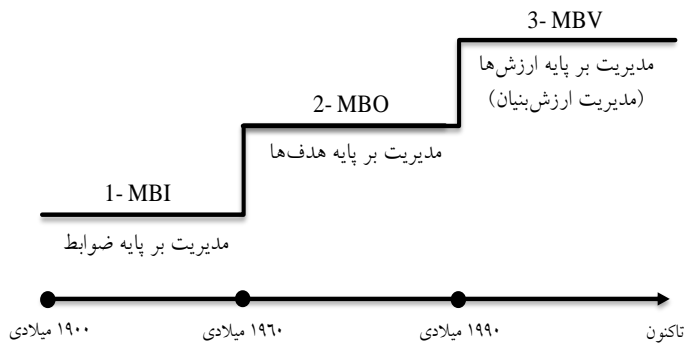 3- MBV
مدیریت بر پایه ارزش‌ها
(مدیریت ارزش‌بنیان)
2- MBO
مدیریت بر پایه هدف‌ها
1- MBI
مدیریت بر پایه ضوابط
۱۹۰۰ میلادی
۱۹۶۰ میلادی
۱۹۹۰ میلادی
تاکنون